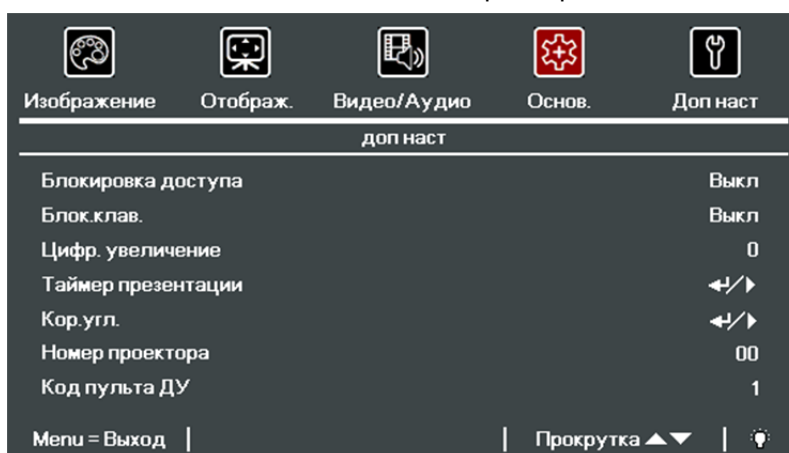 Изображение Отображ. Видео/Аудио Основ. Доп наст
доп наст
Блокировка доступа Выкл
Блок.клав. Выкл
Цифр. увеличение 0
Таймер презентации
Кор.угл.
Номер проектора 00
Код пульта ДУ 1
Menu = Выход Прокрутка